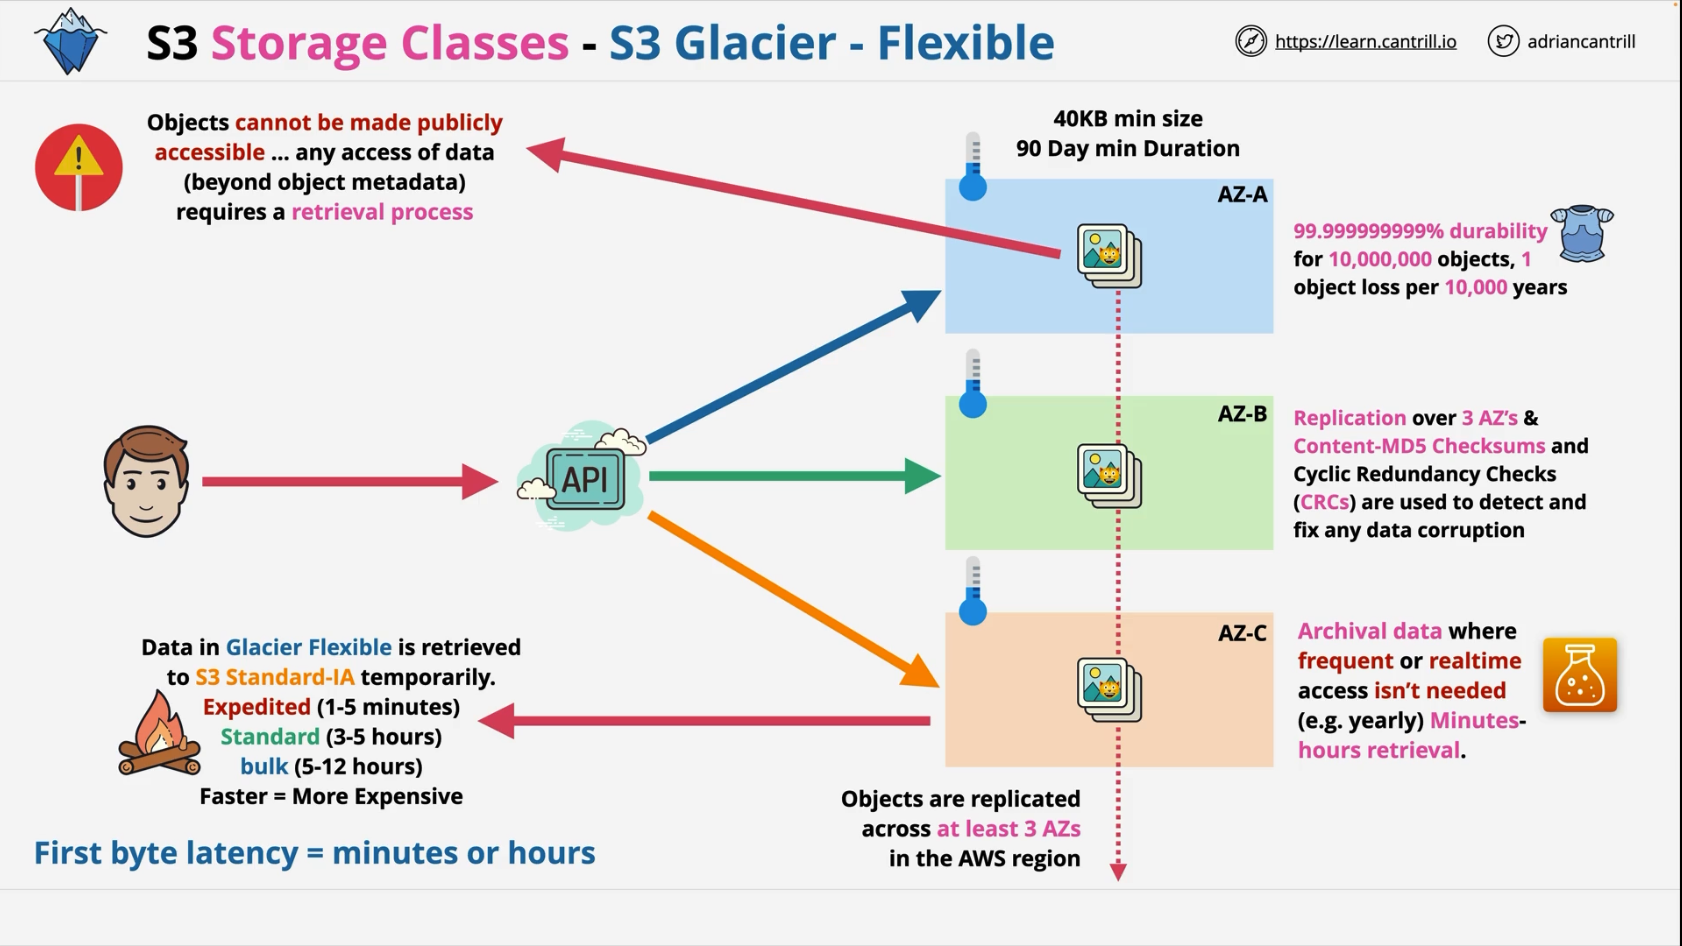 S3 Storage Classes - S3 Glacier - Flexible
https://learn.cantrill.io
adriancantrill
Objects cannot be made publicly
accessible ... any access of data
(beyond object metadata)
requires a retrieval process
40KB min size
90 Day min Duration
AZ-A
99.999999999% durability
for 10,000,000 objects, 1
object loss per 10,000 years
AZ-B
Replication over 3 AZ's &
Content-MD5 Checksums and
Cyclic Redundancy Checks
(CRCs) are used to detect and
fix any data corruption
API
AZ-C
Archival data where
frequent or realtime
access isn't needed
(e.g. yearly) Minutes-
hours retrieval.
Data in Glacier Flexible is retrieved
to S3 Standard-IA temporarily.
Expedited (1-5 minutes)
Standard (3-5 hours)
bulk (5-12 hours)
Faster = More Expensive
Objects are replicated
across at least 3 AZs
in the AWS region
First byte latency = minutes or hours